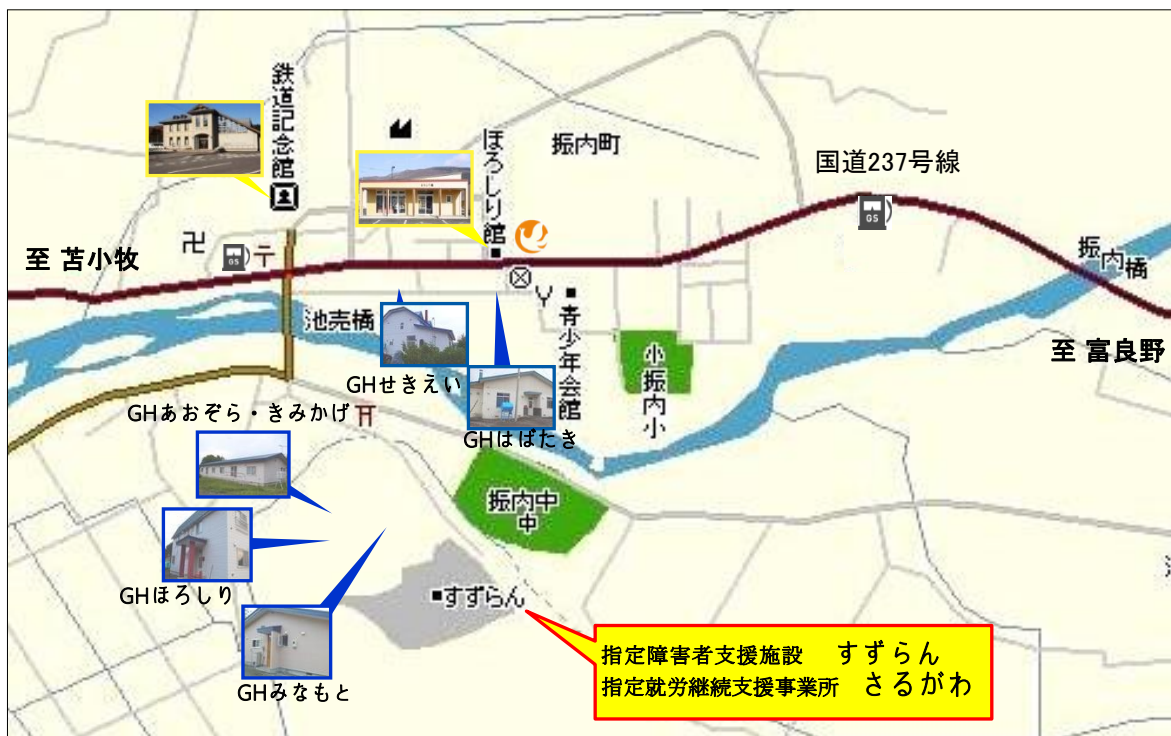 鉄道記念館
ほろしり館
振内町
国道237号線
GS
卍
GS
〒
至 苫小牧
振内橋
池売橋
青少年会館
至 富良野
小振内小
GHせきえい
GHあおぞら・きみかげ
GHはばたき
振内中
中
GHほろしり
すずらん
GHみなもと
指定障害者支援施設 すずらん
指定就労継続支援事業所 さるがわ